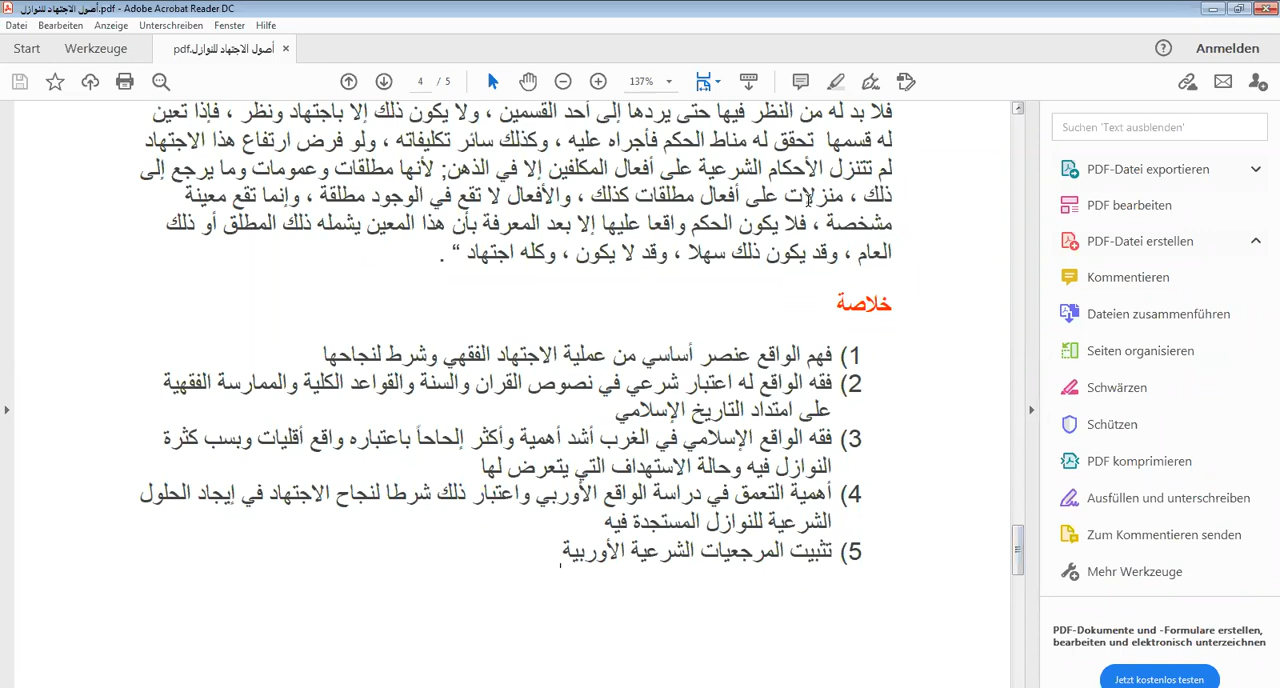 أصول الاجتهاد للنوازل.pdf - Adobe Acrobat Reader DC
Datei Bearbeiten Anzeige Unterschreiben Fenster Hilfe
Start Werkzeuge أصول الاجتهاد للنوازل.pdf × Anmelden
4 / 5 137%
فلا بد له من النظر فيها حتى يردها إلى أحد القسمين ، ولا يكون ذلك إلا باجتهاد ونظر ، فإذا تعين
له قسمها تحقق له مناط الحكم فأجراه عليه ، وكذلك سائر تكليفاته ، ولو فرض ارتفاع هذا الاجتهاد
لم تتنزل الأحكام الشرعية على أفعال المكلفين إلا في الذهن; لأنها مطلقات وعمومات وما يرجع إلى
ذلك ، منزلات على أفعال مطلقات كذلك ، والأفعال لا تقع في الوجود مطلقة ، وإنما تقع معينة
مشخصة ، فلا يكون الحكم واقعا عليها إلا بعد المعرفة بأن هذا المعين يشمله ذلك المطلق أو ذلك
العام ، وقد يكون ذلك سهلا ، وقد لا يكون ، وكله اجتهاد “ .
خلاصة
1) فهم الواقع عنصر أساسي من عملية الاجتهاد الفقهي وشرط لنجاحها
2) فقه الواقع له اعتبار شرعي في نصوص القران والسنة والقواعد الكلية والممارسة الفقهية
على امتداد التاريخ الإسلامي
3) فقه الواقع الإسلامي في الغرب أشد أهمية وأكثر إلحاحاً باعتباره واقع أقليات وبسب كثرة
النوازل فيه وحالة الاستهداف التي يتعرض لها
4) أهمية التعمق في دراسة الواقع الأوربي واعتبار ذلك شرطا لنجاح الاجتهاد في إيجاد الحلول
الشرعية للنوازل المستجدة فيه
5) تثبيت المرجعيات الشرعية الأوربية
Suchen 'Text ausblenden'
PDF-Datei exportieren
PDF bearbeiten
PDF-Datei erstellen
Kommentieren
Dateien zusammenführen
Seiten organisieren
Schwärzen
Schützen
PDF komprimieren
Ausfüllen und unterschreiben
Zum Kommentieren senden
Mehr Werkzeuge
PDF-Dokumente und -Formulare erstellen,
bearbeiten und elektronisch unterzeichnen
Jetzt kostenlos testen